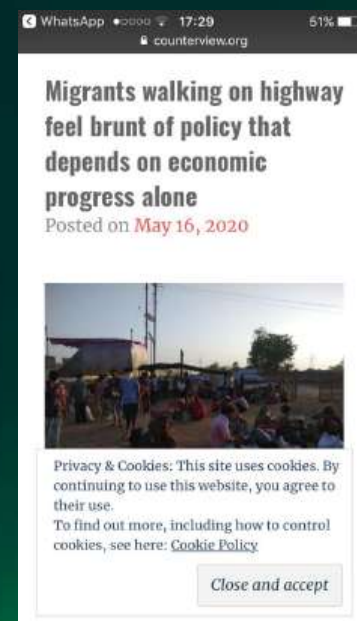 WhatsApp 17:29 51%
counterview.org
Migrants walking on highway
feel brunt of policy that
depends on economic
progress alone
Posted on May 16, 2020
Privacy & Cookies: This site uses cookies. By
continuing to use this website, you agree to
their use.
To find out more, including how to control
cookies, see here: Cookie Policy
Close and accept